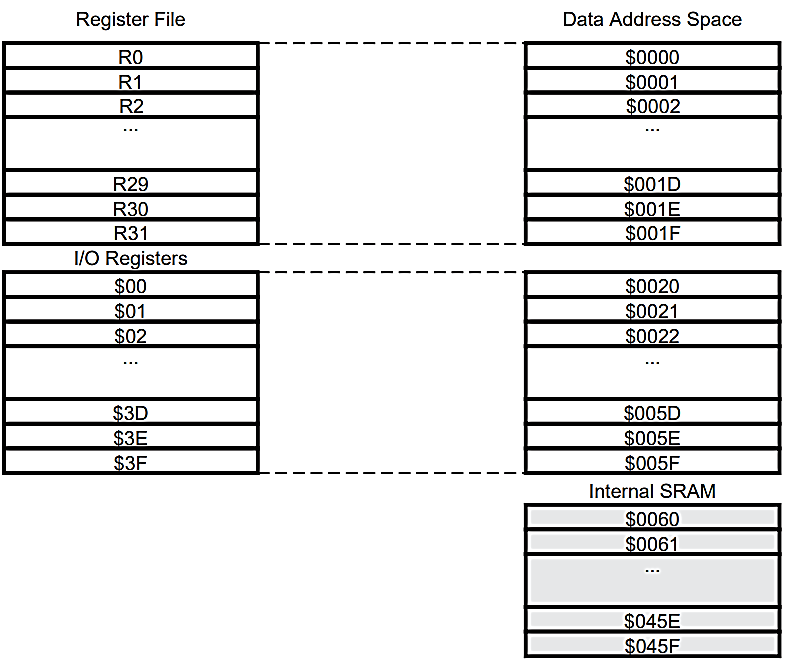 Register File
Data Address Space
R0
$0000
R1
$0001
R2
$0002
...
...
R29
$001D
R30
$001E
R31
$001F
I/O Registers
$00
$0020
$01
$0021
$02
$0022
...
...
$3D
$005D
$3E
$005E
$3F
$005F
Internal SRAM
$0060
$0061
...
$045E
$045F